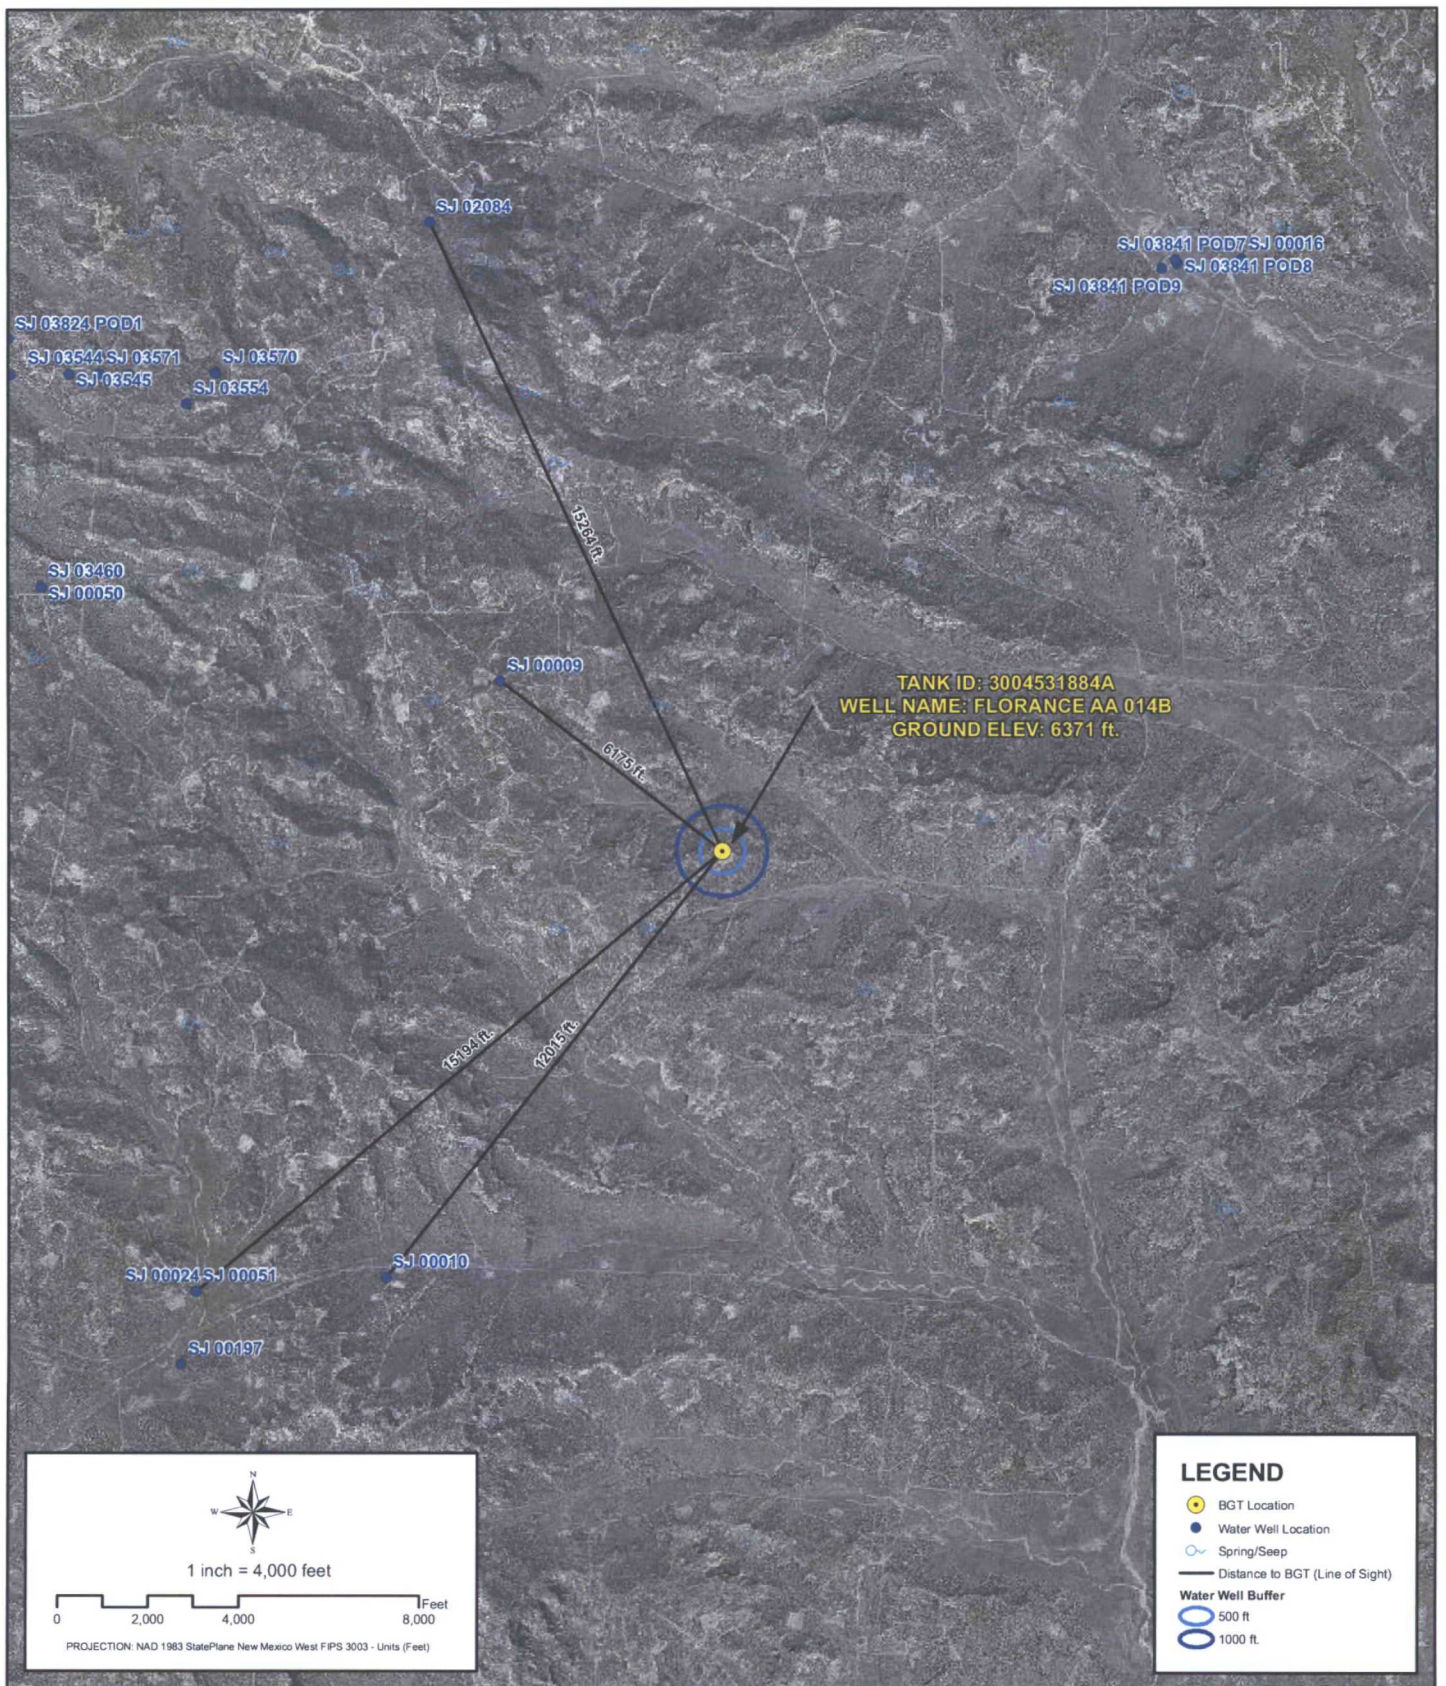 SJ 02084
SJ 03841 POD7 SJ 00016
SJ 03841 POD8
SJ 03841 POD9
SJ 03824 POD1
SJ 03544 SJ 03571
SJ 03570
SJ 03545
SJ 03554
15264 ft.
SJ 03460
SJ 00050
SJ 00009
TANK ID: 3004531884A
WELL NAME: FLORANCE AA 014B
GROUND ELEV: 6371 ft.
6175 ft.
15194 ft.
12015 ft.
SJ 00010
SJ 00024 SJ 00051
SJ 00197
N
W E
S
1 inch = 4,000 feet
Feet
0 2,000 4,000 8,000
PROJECTION: NAD 1983 StatePlane New Mexico West FIPS 3003 - Units (Feet)
LEGEND
BGT Location
Water Well Location
Spring/Seep
Distance to BGT (Line of Sight)
Water Well Buffer
500 ft
1000 ft.